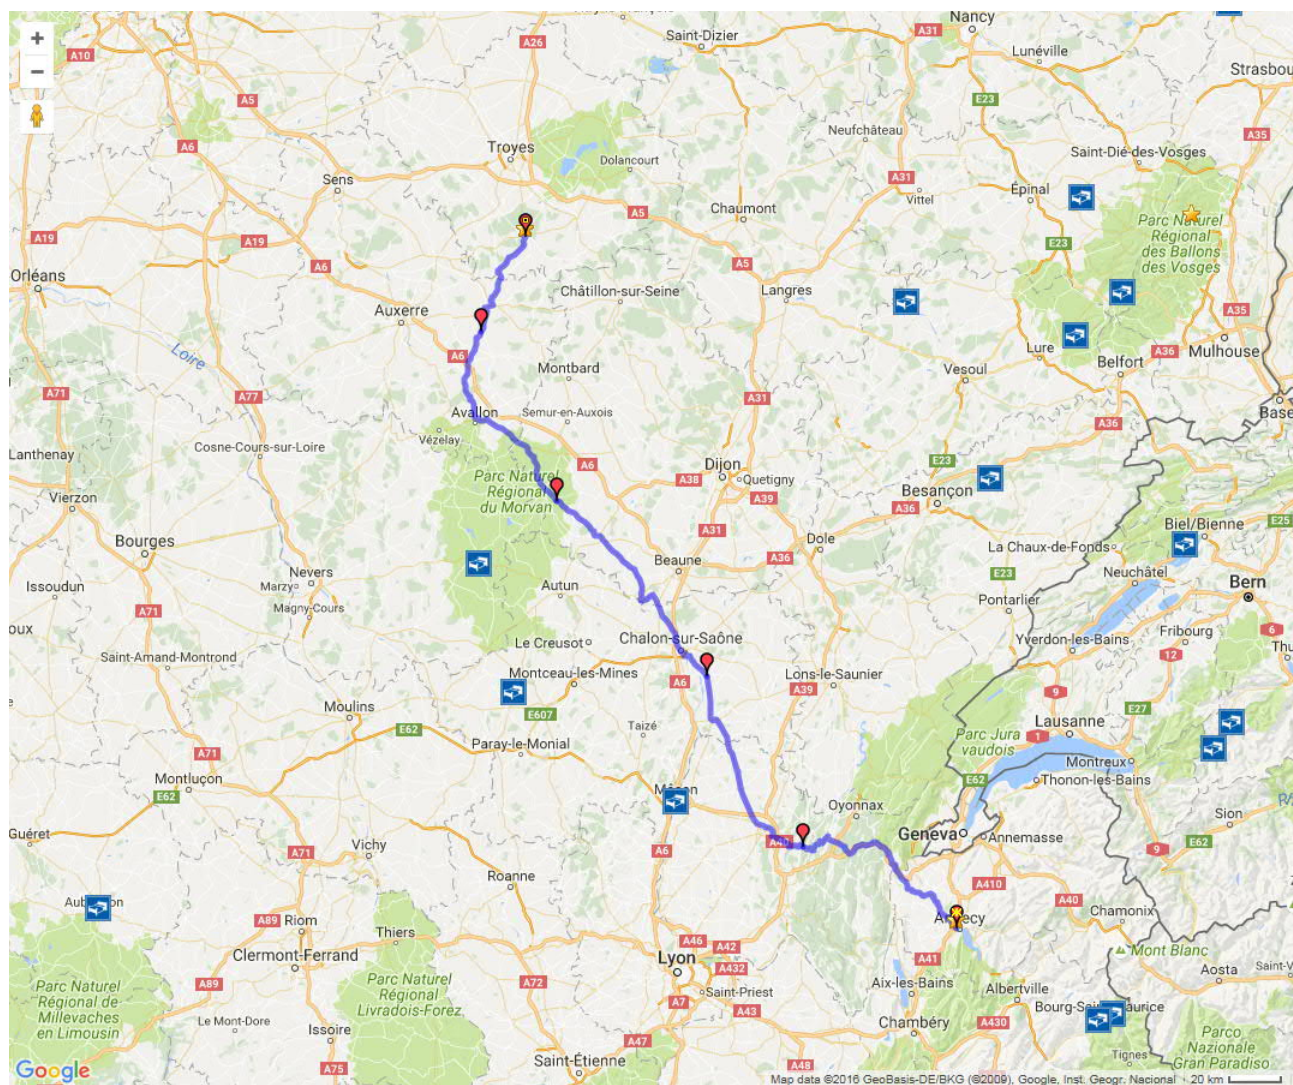 Nancy
A26
Saint-Dizier
A31
A10
Lunéville
Strasbou
E23
A5
A6
Neufchâteau
A35
Troyes
Dolancourt
Saint-Dié-des-Vosges
Sens
A31
Épinal
Vittel
A5
Chaumont
Parc Naturel
Régional
des Ballons
des Vosges
A19
A19
E23
A6
A5
Orléans
Châtillon-sur-Seine
Langres
Auxerre
A35
Loire
Lure
Mulhouse
A6
A36
Belfort
Montbard
Vesoul
A71
A77
A31
Base
Avallon
Semur-en-Auxois
A36
Vézelay
Cosne-Cours-sur-Loire
Lanthenay
E23
A6
Dijon
Parc Naturel
Régional
du Morvan
A38
Quetigny
Besançon
Vierzon
A39
A36
Biel/Bienne
E25
A31
Bourges
Dole
La Chaux-de-Fonds
A36
Beaune
Nevers
E23
Neuchâtel
Bern
Issoudun
Marzy
Autun
Magny-Cours
Pontarlier
A71
oux
Le Creusot
Chalon-sur-Saône
Yverdon-les-Bains
Fribourg
6
Saint-Amand-Montrond
12
Thu
Montceau-les-Mines
A6
A39
Lons-le-Saunier
9
Moulins
E607
E27
Taizé
Lausanne
E62
Parc Jura
vaudois
1
Paray-le-Monial
A71
Montreux
Montluçon
E62
Thonon-les-Bains
E62
Mâcon
Oyonnax
Sion
Guéret
Geneva
Annemasse
A40
Vichy
A71
A6
9
A410
Roanne
A40
Annecy
Chamonix
A89
Riom
Thiers
A46
A42
Mont Blanc
Clermont-Ferrand
Lyon
A432
A41
Aosta
A89
A72
Parc Naturel
Régional de
Millevaches
en Limousin
Parc Naturel
Régional
Livradois-Forez
Saint-Priest
Aix-les-Bains
Albertville
A7
A43
Le Mont-Dore
Issoire
A430
Chambéry
Parco
Nazionale
Gran Paradiso
A47
Tignes
Saint-Étienne
A48
A75
Google
Map data ©2016 GeoBasis-DE/BKG (©2009), Google, Inst. Geogr. Nacional
20 km